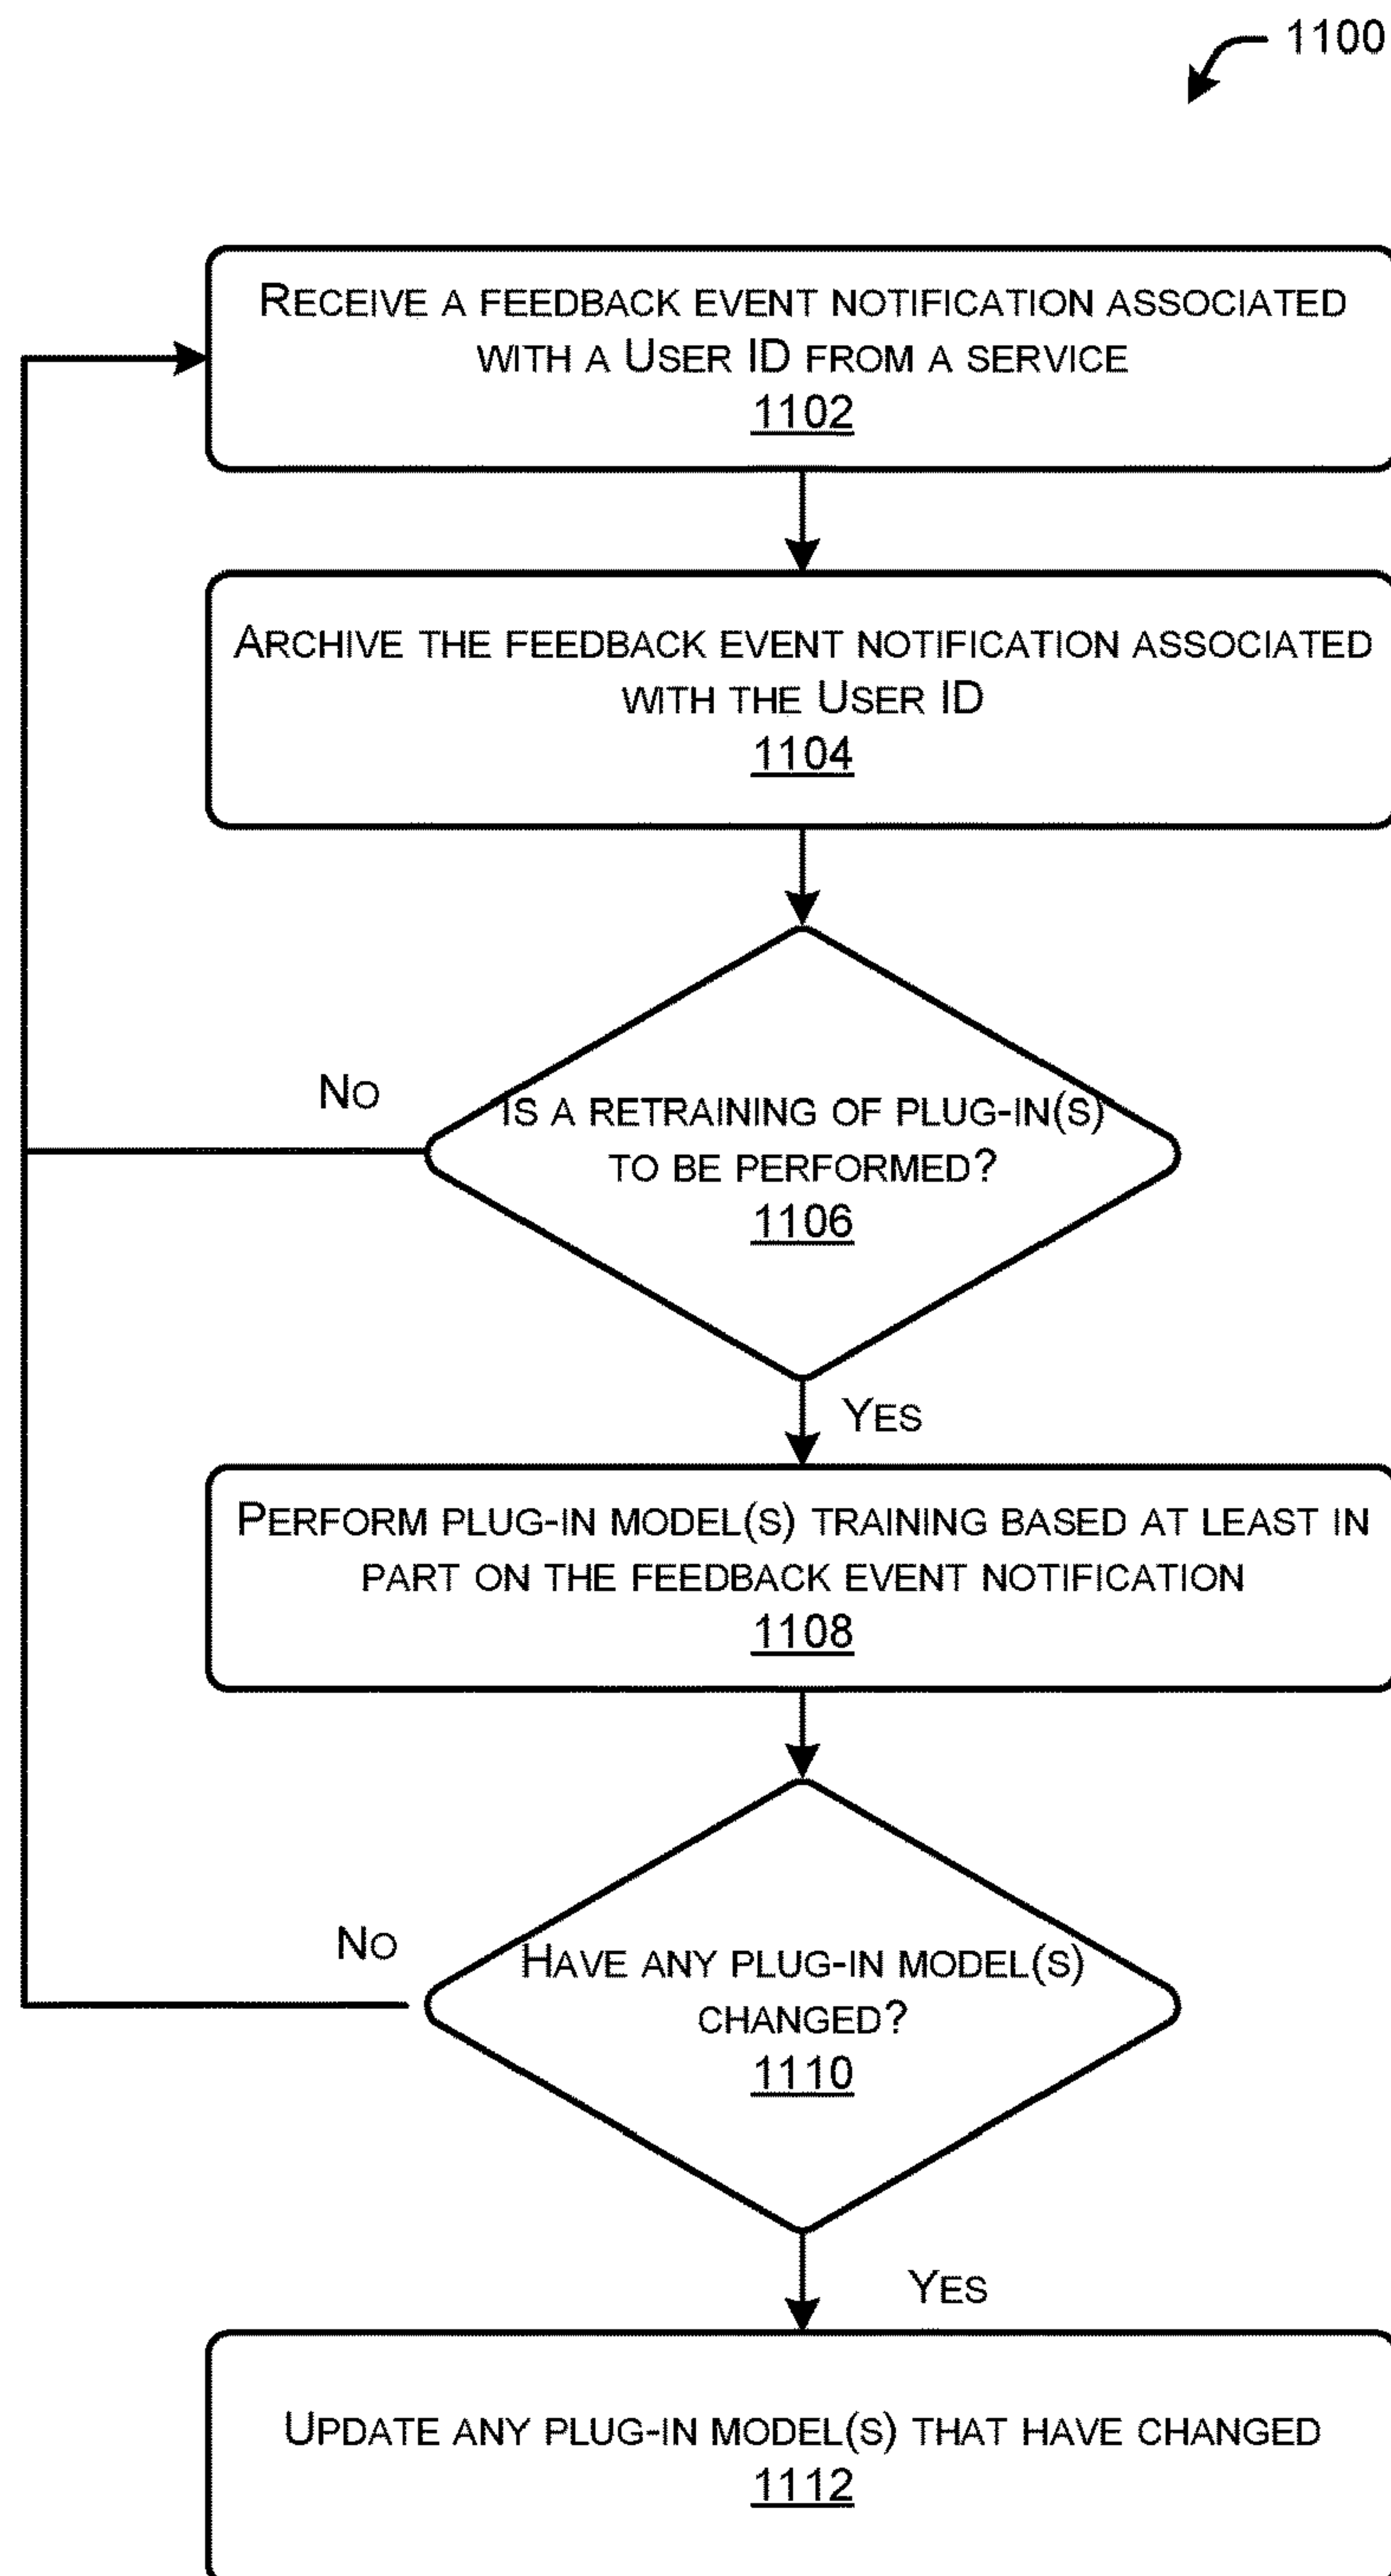 1100
RECEIVE A FEEDBACK EVENT NOTIFICATION ASSOCIATED
WITH A USER ID FROM A SERVICE
1102
ARCHIVE THE FEEDBACK EVENT NOTIFICATION ASSOCIATED
WITH THE USER ID
1104
NO
IS A RETRAINING OF PLUG-IN(S)
TO BE PERFORMED?
1106
YES
PERFORM PLUG-IN MODEL(S) TRAINING BASED AT LEAST IN
PART ON THE FEEDBACK EVENT NOTIFICATION
1108
NO
HAVE ANY PLUG-IN MODEL(S)
CHANGED?
1110
YES
UPDATE ANY PLUG-IN MODEL(S) THAT HAVE CHANGED
1112